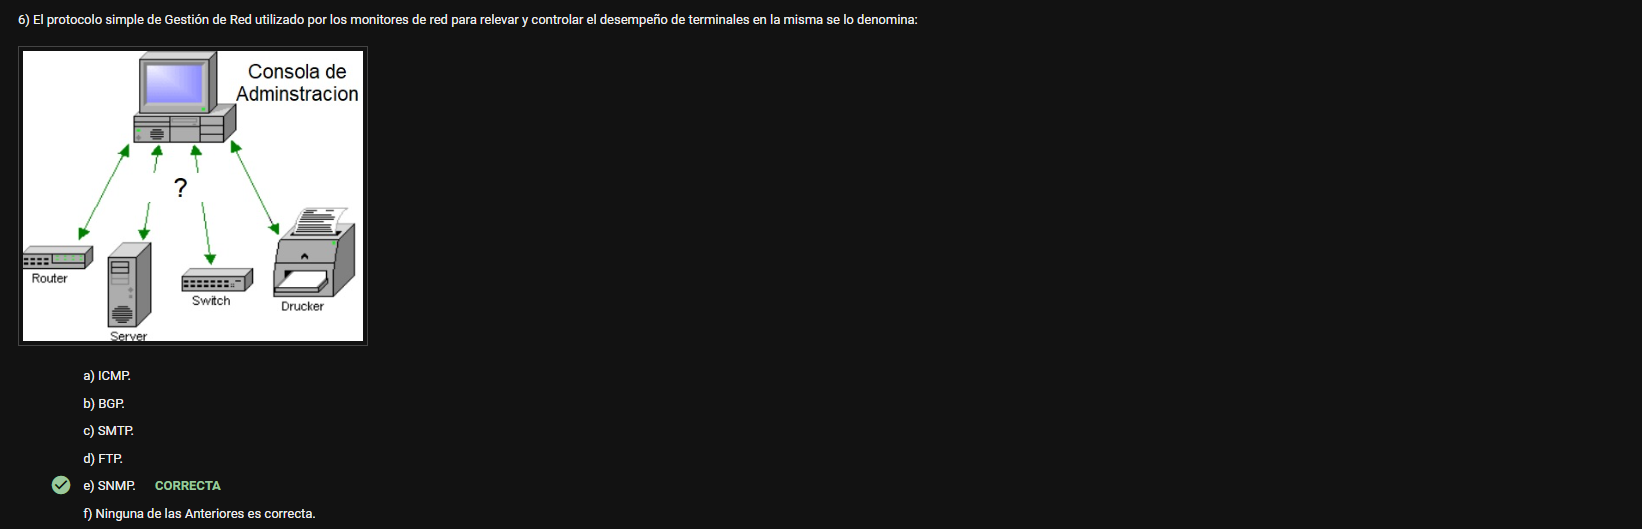 6) El protocolo simple de Gestión de Red utilizado por los monitores de red para relevar y controlar el desempeño de terminales en la misma se lo denomina:
Consola de
Adminstracion
?
Router
Server
Switch
Drucker
a) ICMP.
b) BGP.
c) SMTP.
d) FTP.
e) SNMP. CORRECTA
f) Ninguna de las Anteriores es correcta.